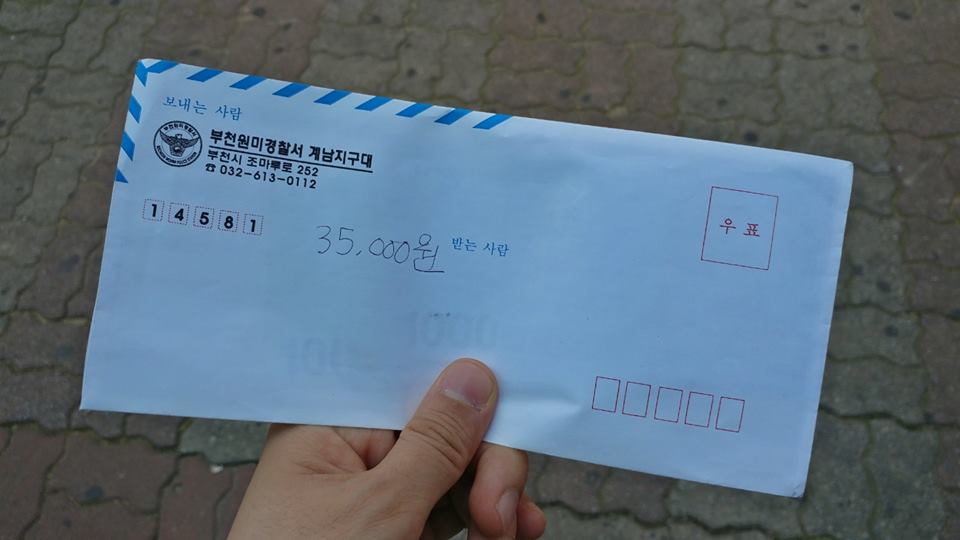 보내는 사람
부천원미경찰서 계남지구대
부천시 조마루로 252
☎ 032-613-0112
14581
35,000원
받는 사람
우표